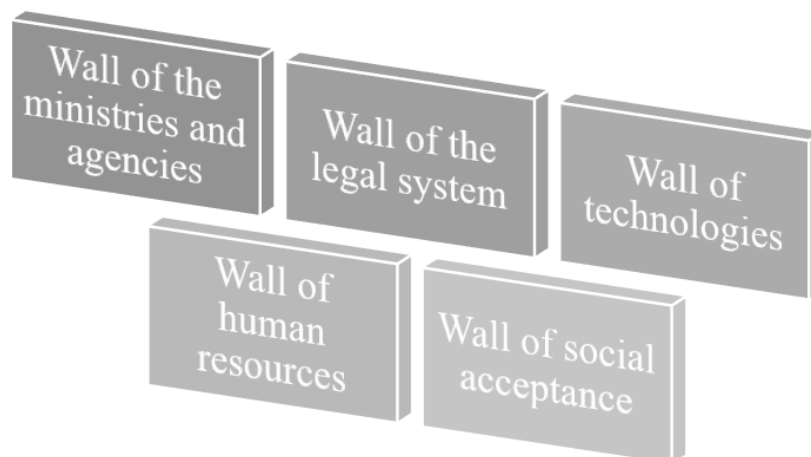 Wall of the
ministries and
agencies
Wall of the
legal system
Wall of
technologies
Wall of
human
resources
Wall of social
acceptance